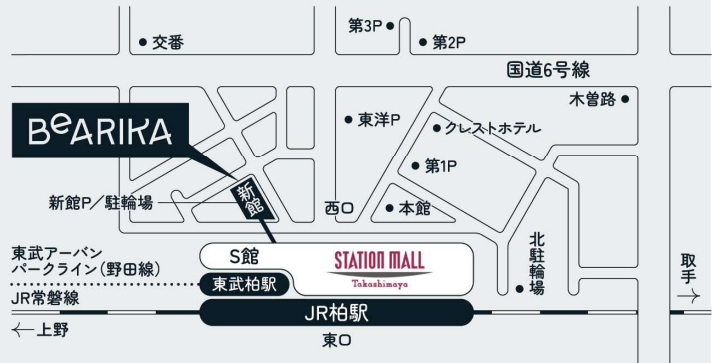 第3P
交番
第2P
国道6号線
木曽路
東洋P
クレストホテル
BeARIKA
第1P
新館
新館P／駐輪場
西口
本館
S館
STATION MALL
Takashimaya
北駐輪場
東武アーバン
パークライン（野田線）
東武柏駅
取手
→
JR常磐線
JR柏駅
←上野
東口